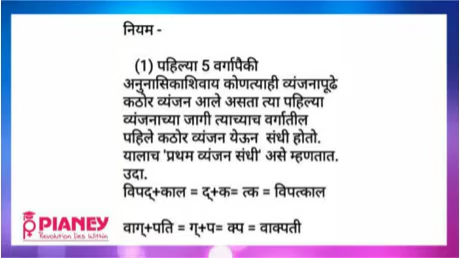 नियम -
(1) पहिल्या 5 वर्गापैकी
अनुनासिकाशिवाय कोणत्याही व्यंजनापूढे
कठोर व्यंजन आले असता त्या पहिल्या
व्यंजनाच्या जागी त्याच्याच वर्गातील
पहिले कठोर व्यंजन येऊन संधी होतो.
यालाच 'प्रथम व्यंजन संधी' असे म्हणतात.
उदा.
विपद्+काल = द्+क= त्क = विपत्काल
वाग्+पति = ग्+प= क्प = वाक्पती
PIANEY
Revolution lies Within